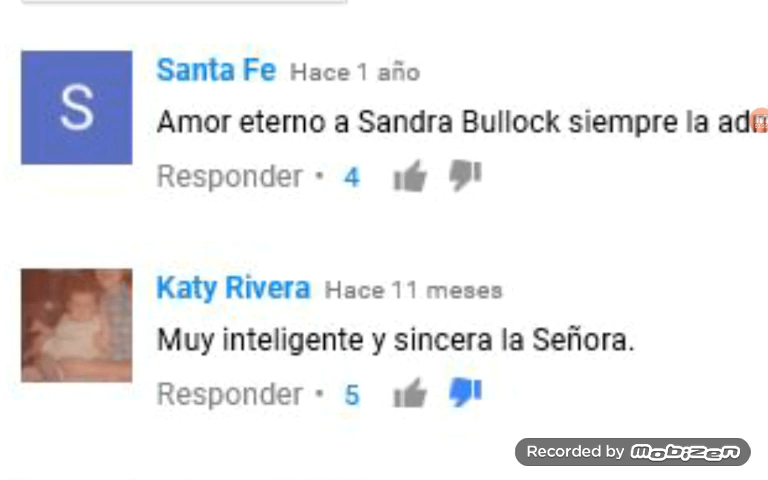 S
Santa Fe Hace 1 año
Amor eterno a Sandra Bullock siempre la
Responder • 4
Katy Rivera Hace 11 meses
Muy inteligente y sincera la Señora.
Responder • 5
Recorded by mobizen